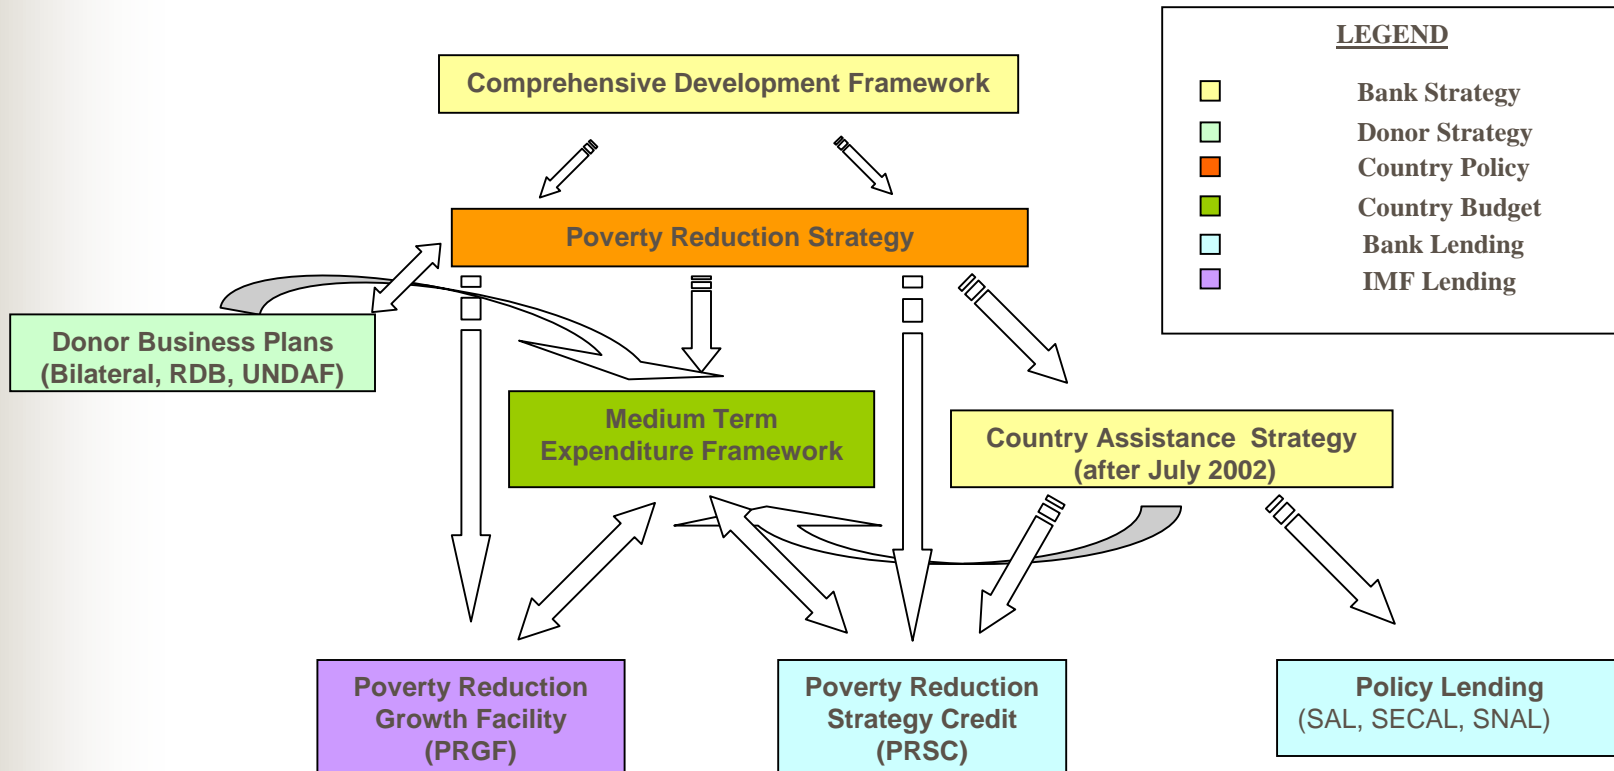 LEGEND
Bank Strategy
Donor Strategy
Country Policy
Country Budget
Bank Lending
IMF Lending
Comprehensive Development Framework
Poverty Reduction Strategy
Donor Business Plans
(Bilateral, RDB, UNDAF)
Medium Term
Expenditure Framework
Country Assistance Strategy
(after July 2002)
Poverty Reduction
Growth Facility
(PRGF)
Poverty Reduction
Strategy Credit
(PRSC)
Policy Lending
(SAL, SECAL, SNAL)